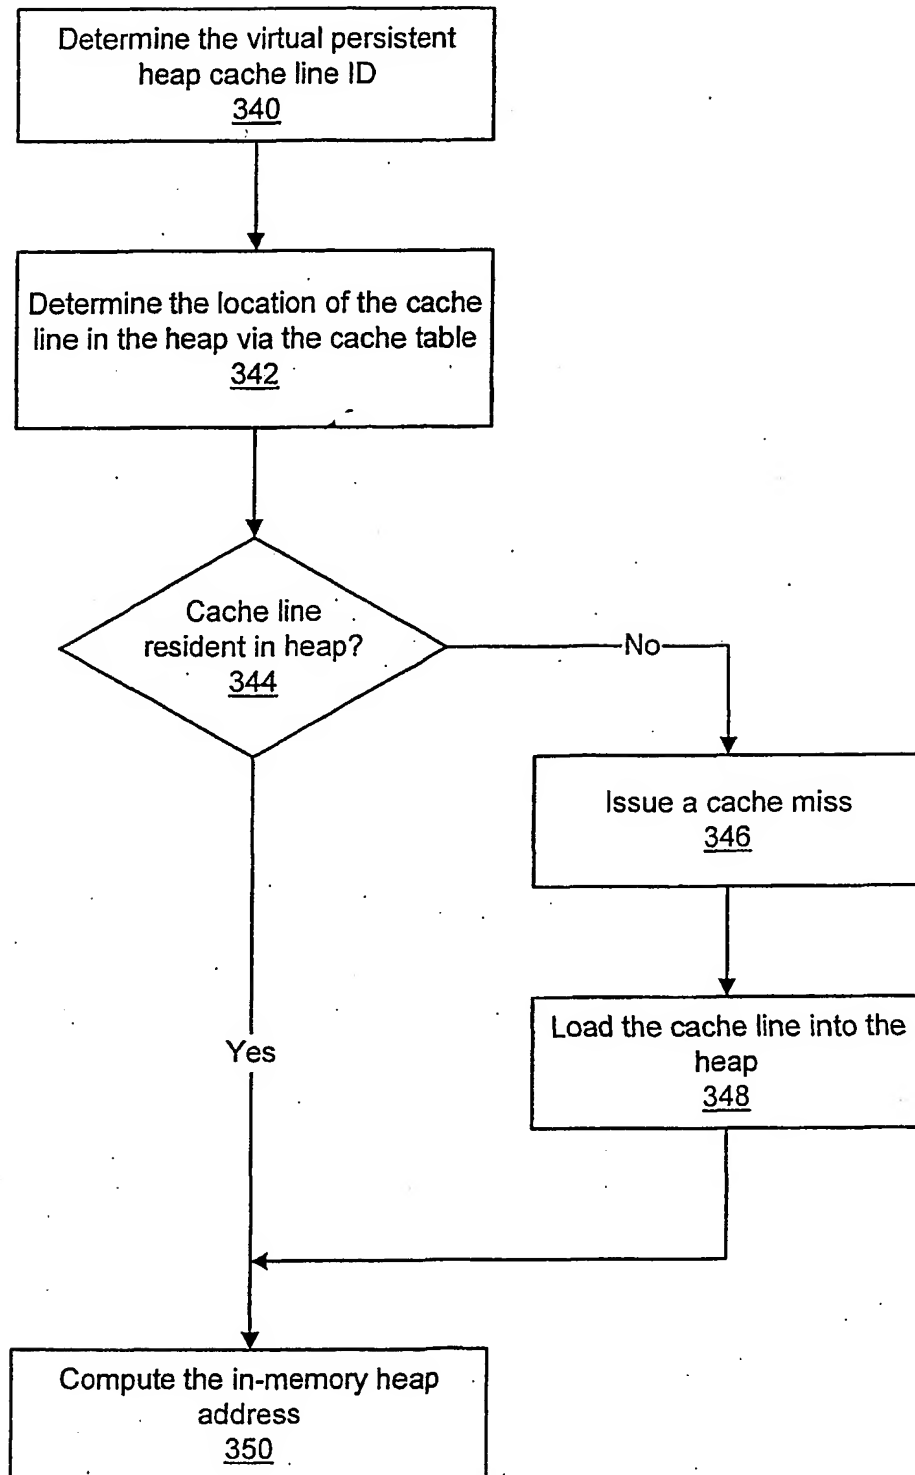 Determine the virtual persistent
heap cache line ID
340
Determine the location of the cache
line in the heap via the cache table
342
Cache line
resident in heap?
344
No
Issue a cache miss
346
Load the cache line into the
heap
348
Yes
Compute the in-memory heap
address
350